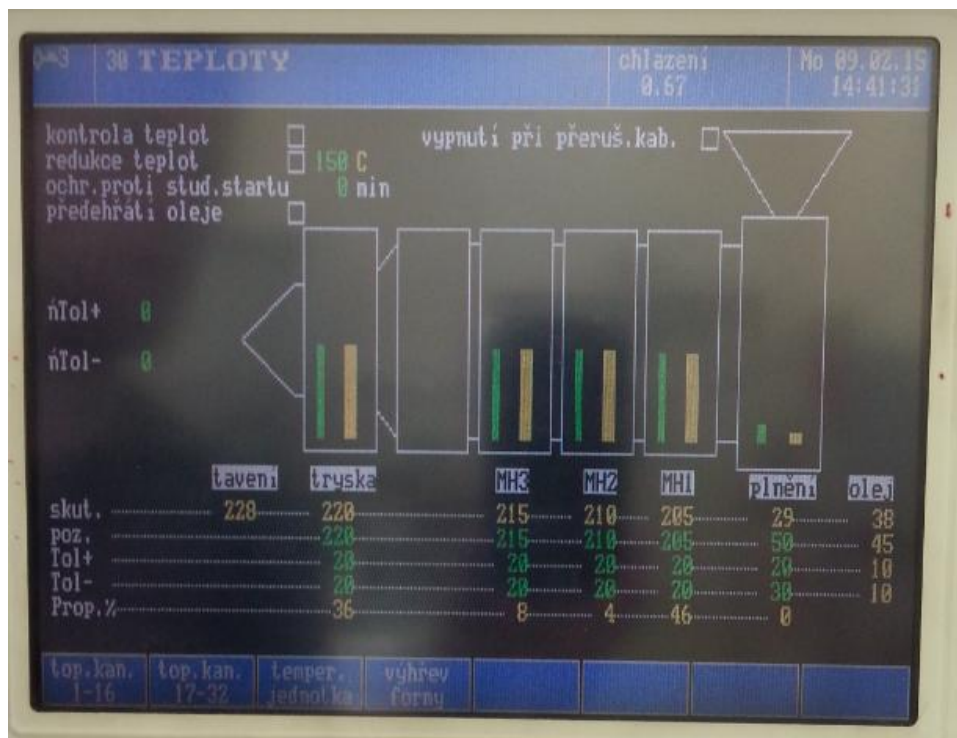 30 TEPLOTY
chlazení
0.67
Mo 09.02.15
14:41:31
kontrola teplot
vypnutí při přeruš.kab.
redukce teplot 150 C
ochr.proti stud.startu 0 min
předehřátí oleje
ńTol+ 0
ńTol- 0
tavení tryska MH3 MH2 MH1 plnění olej
skut. 228 220 215 210 205 29 38
poz. 220 215 210 205 50 45
Tol+ 20 20 20 20 20 10
Tol- 20 20 20 20 30 10
Prop.% 36 8 4 46 0
top.kan. top.kan. temper. výhřev
1-16 17-32 jednotka formy